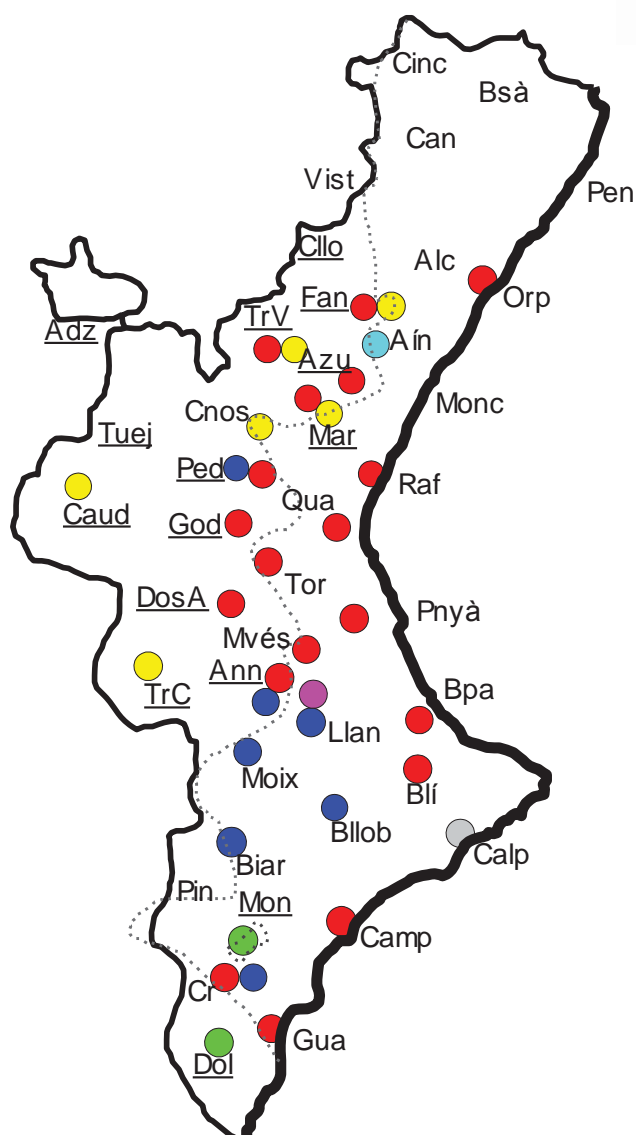 Cinc
Bsà
Can
Vist
Pen
Cllo
Alc
Fan
Orp
TrV
Adz
Aín
Azu
Monc
Cnos
Mar
Tuej
Ped
Raf
Qua
Caud
God
Tor
DosA
Pnyà
Mvés
Ann
TrC
Bpa
Llan
Moix
Blí
Bllob
Calp
Biar
Pin
Mon
Camp
Cr
Gua
Dol